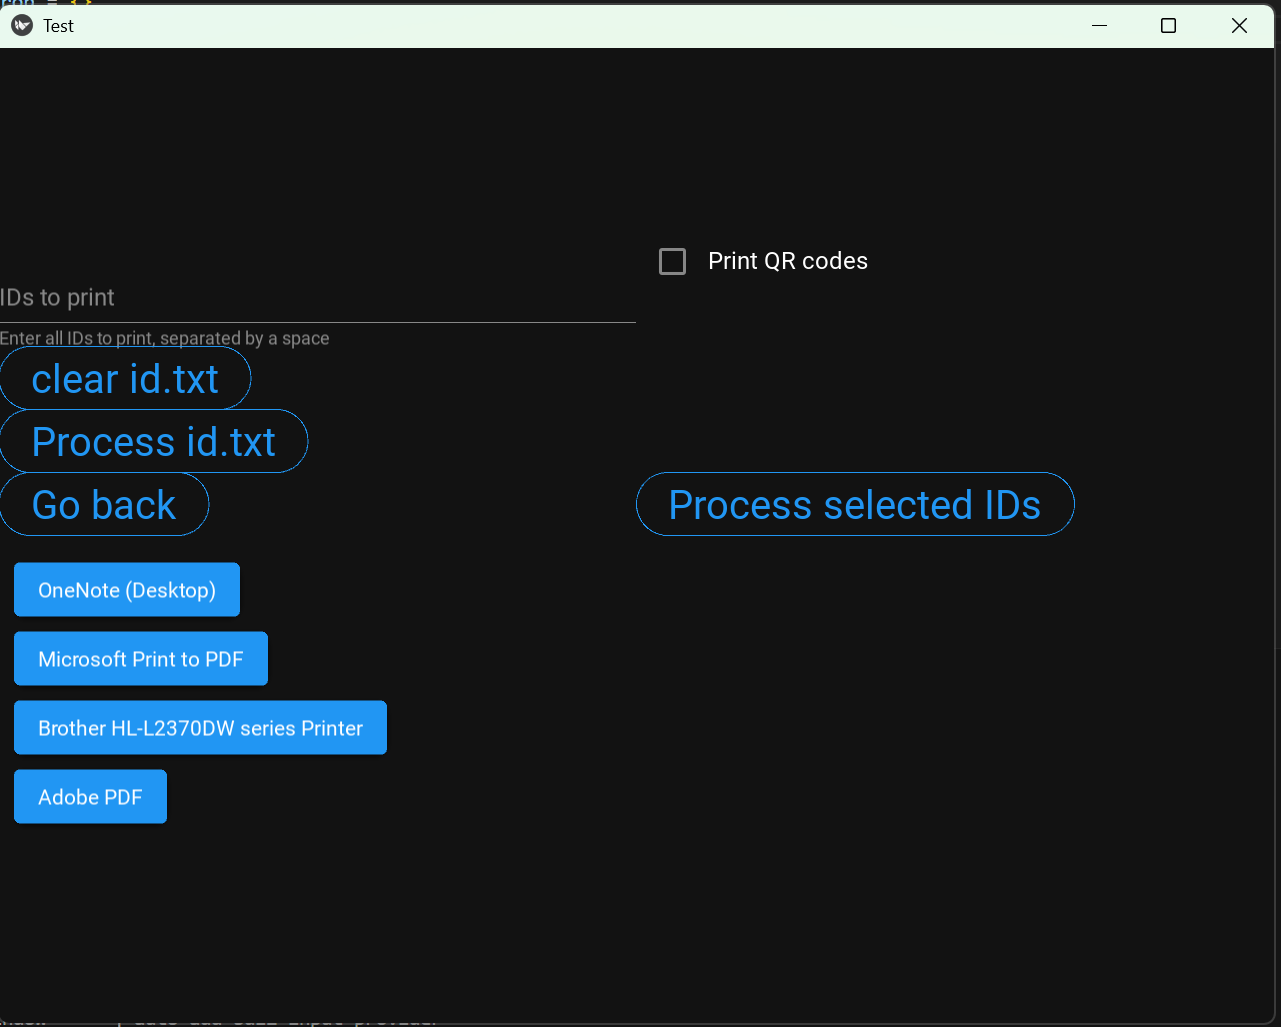 Test
Print QR codes
IDs to print
Enter all IDs to print, separated by a space
clear id.txt
Process id.txt
Go back
Process selected IDs
OneNote (Desktop)
Microsoft Print to PDF
Brother HL-L2370DW series Printer
Adobe PDF